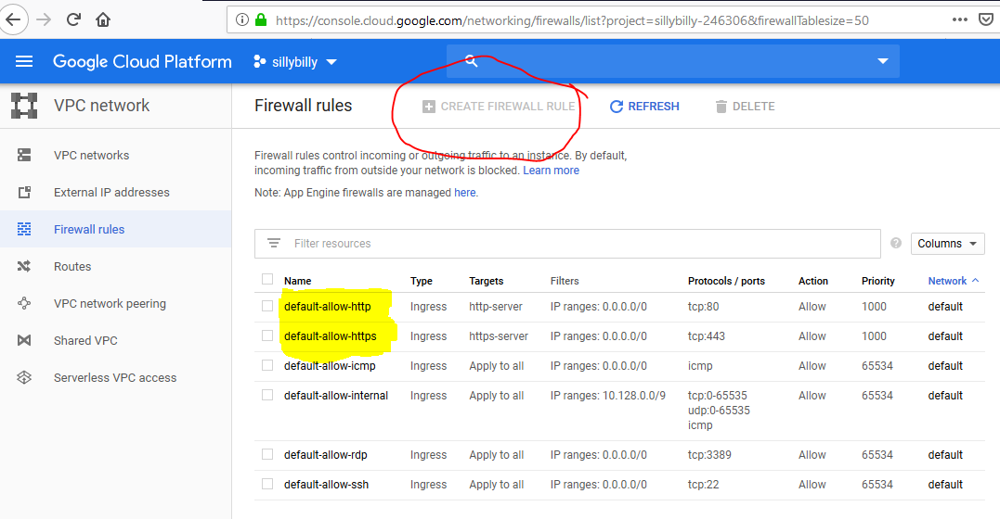 https://console.cloud.google.com/networking/firewalls/list?project=sillybilly-246306&firewallTablesize=50
Google Cloud Platform sillybilly
VPC network
Firewall rules CREATE FIREWALL RULE REFRESH DELETE
VPC networks
External IP addresses
Firewall rules
Routes
VPC network peering
Shared VPC
Serverless VPC access
Firewall rules control incoming or outgoing traffic to an instance. By default,
incoming traffic from outside your network is blocked. Learn more
Note: App Engine firewalls are managed here.
Filter resources Columns
Name Type Targets Filters Protocols / ports Action Priority Network
default-allow-http Ingress http-server IP ranges: 0.0.0.0/0 tcp:80 Allow 1000 default
default-allow-https Ingress https-server IP ranges: 0.0.0.0/0 tcp:443 Allow 1000 default
default-allow-icmp Ingress Apply to all IP ranges: 0.0.0.0/0 icmp Allow 65534 default
default-allow-internal Ingress Apply to all IP ranges: 10.128.0.0/9 tcp:0-65535 Allow 65534 default
udp:0-65535
icmp
default-allow-rdp Ingress Apply to all IP ranges: 0.0.0.0/0 tcp:3389 Allow 65534 default
default-allow-ssh Ingress Apply to all IP ranges: 0.0.0.0/0 tcp:22 Allow 65534 default